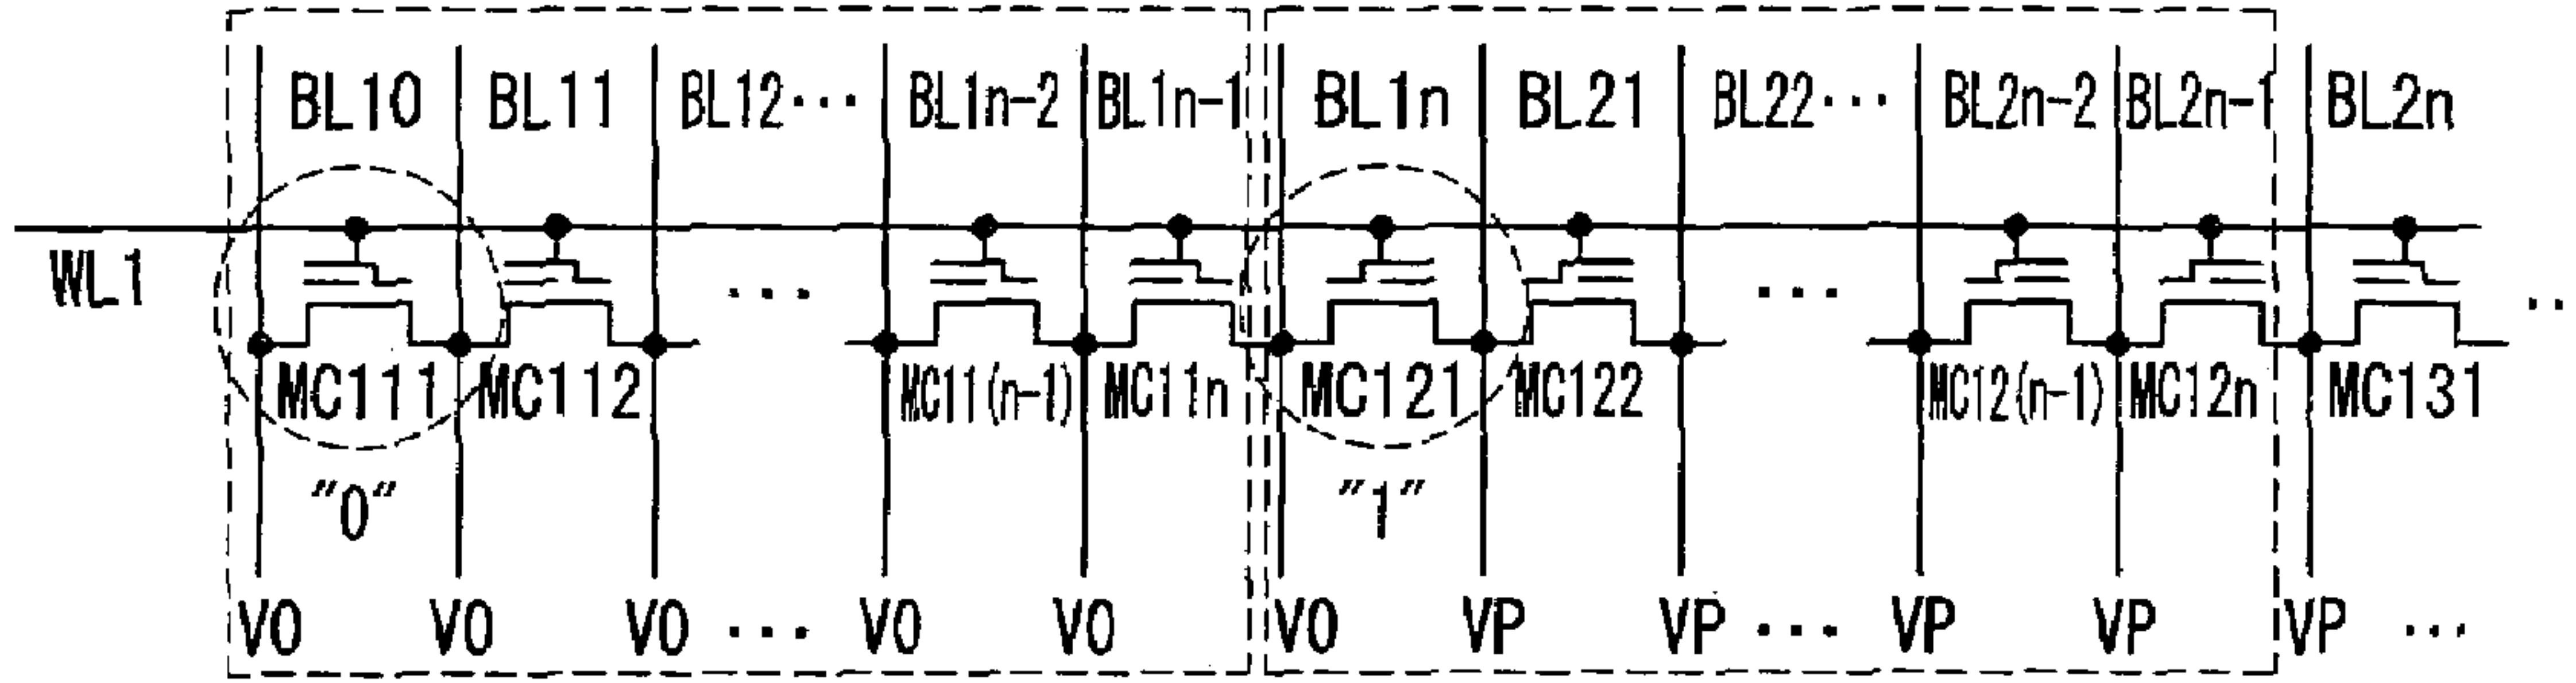 BL10 BL11 BL12··· BL1n-2 BL1n-1 BL1n BL21 BL22··· BL2n-2 BL2n-1 BL2n
WL1 ··· ··· ··
MC111 MC112 MC11(n-1) MC11n MC121 MC122 MC12(n-1) MC12n MC131
"0" "1"
V0 V0 V0 ··· V0 V0 V0 VP VP ··· VP VP VP ···